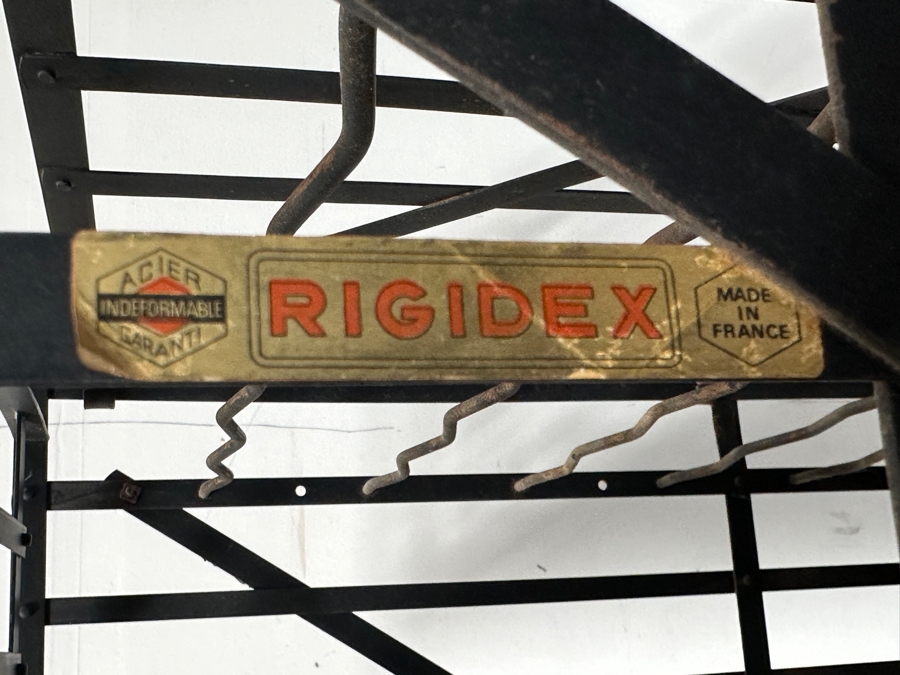 ACIER
INDEFORMABLE
GARANTI
RIGIDEX
MADE
IN
FRANCE